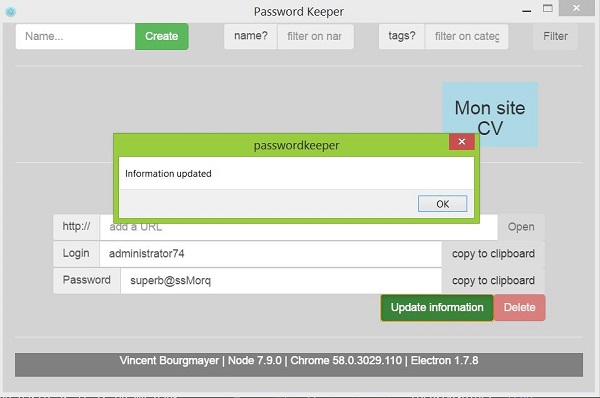 Password Keeper
Name... Create name? filter on nar tags? filter on categ Filter
Mon site
CV
passwordkeeper
Information updated
OK
http:// add a URL Open
Login administrator74 copy to clipboard
Password superb@ssMorq copy to clipboard
Update information Delete
Vincent Bourgmayer | Node 7.9.0 | Chrome 58.0.3029.110 | Electron 1.7.8